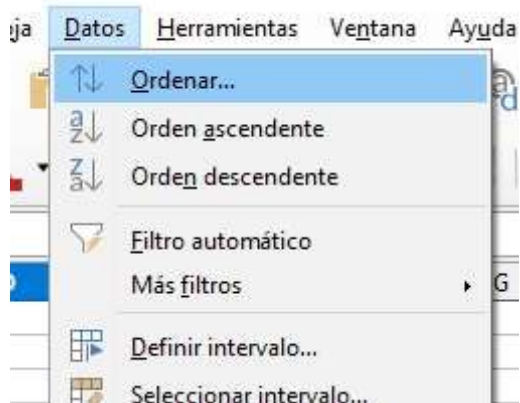 ja Datos Herramientas Ventana Ayuda
Ordenar...
Orden ascendente
Orden descendente
Filtro automático
Más filtros
G
Definir intervalo...
Seleccionar intervalo...